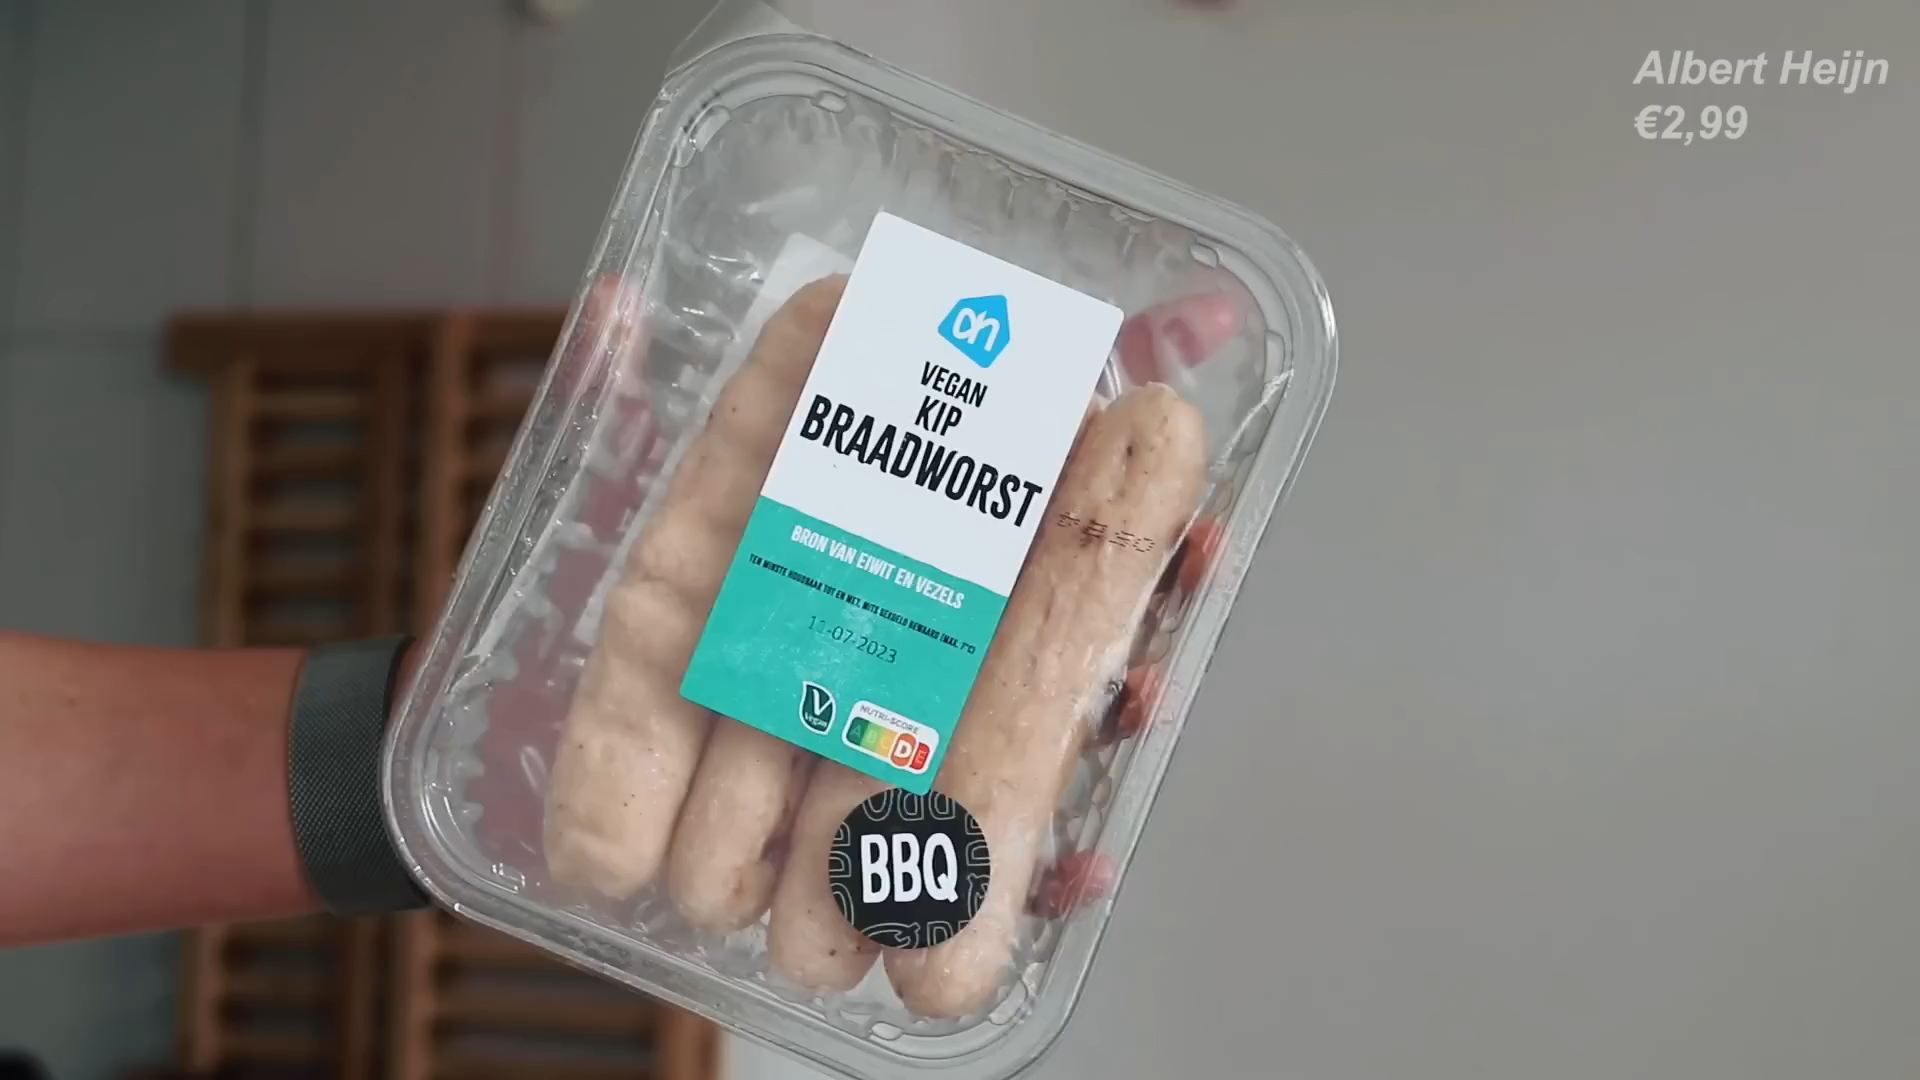 Albert Heijn
€2,99
ah
VEGAN
KIP
BRAADWORST
BRON VAN EIWIT EN VEZELS
TEN MINSTE HOUDBAAR TOT EN MET, MITS GEKOELD BEWAARD (MAX. 7°C)
11-07-2023
V
Vegan
NUTRI-SCORE
A B C D E
BBQ